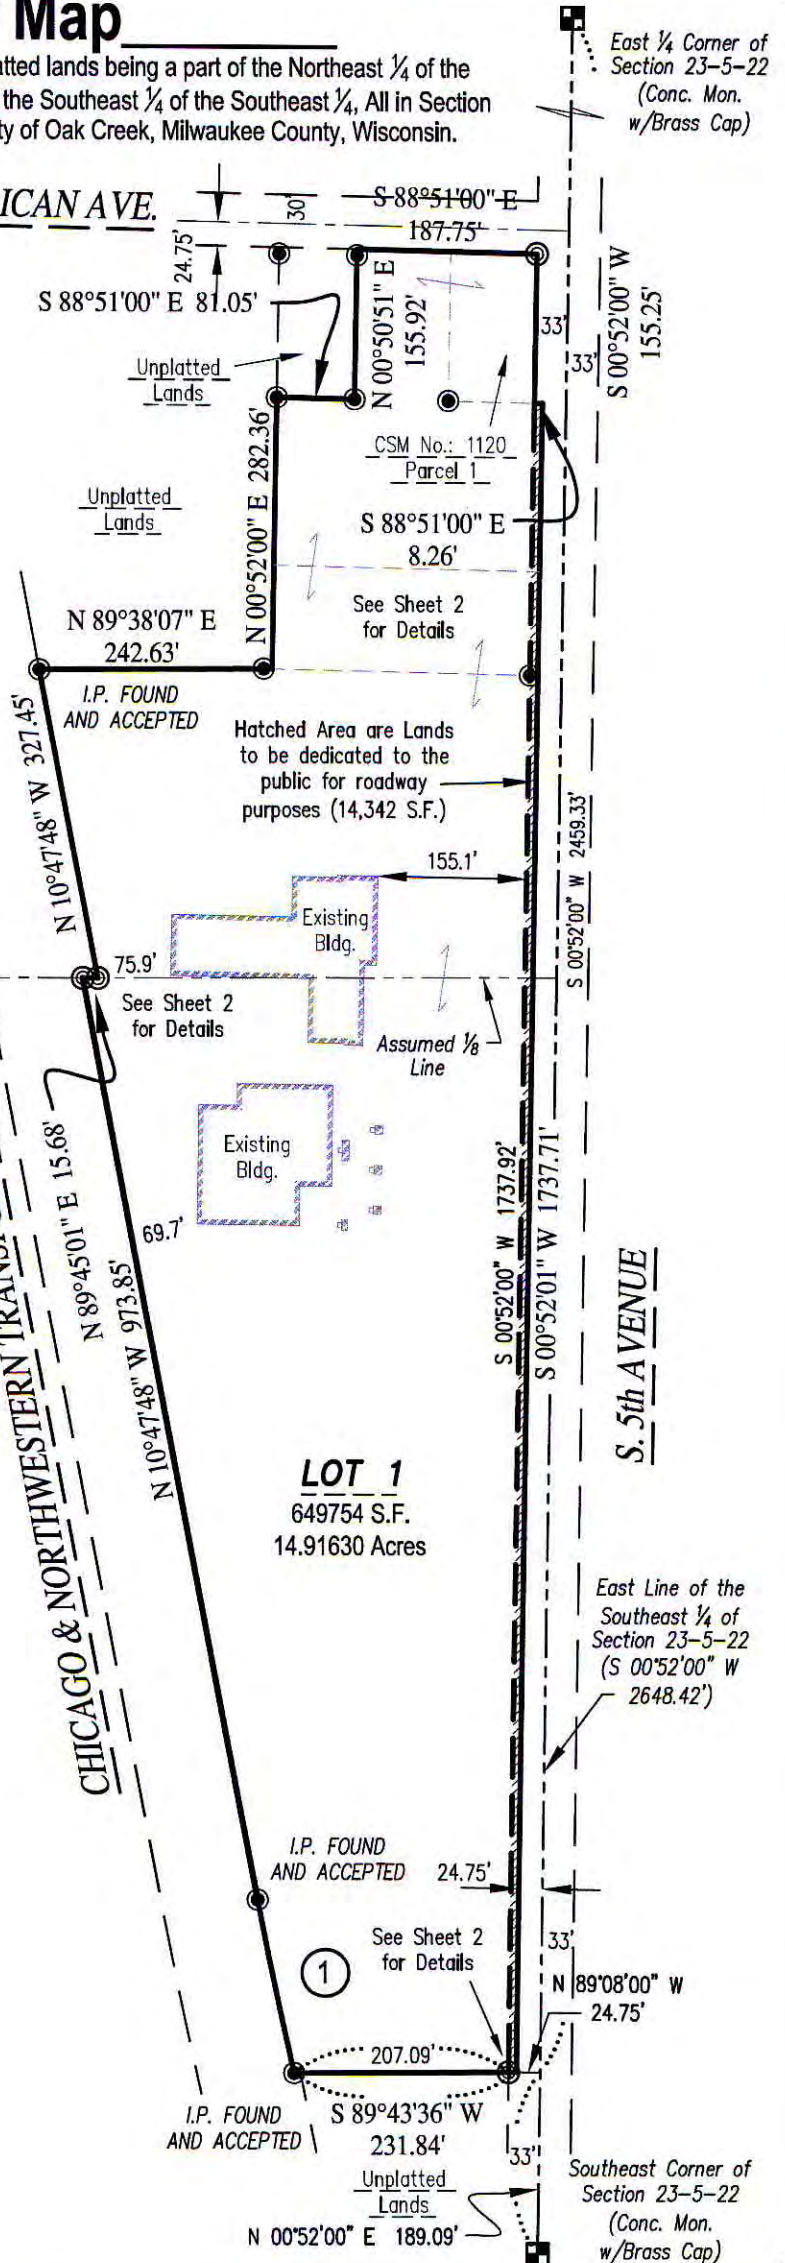 Map
tted lands being a part of the Northeast ¼ of the
the Southeast ¼ of the Southeast ¼, All in Section
ty of Oak Creek, Milwaukee County, Wisconsin.
East ¼ Corner of
Section 23-5-22
(Conc. Mon.
w/Brass Cap)
ICAN AVE.
24.75'
30'
S 88°51'00" E
187.75'
S 88°51'00" E 81.05'
N 00°50'51" E
155.92'
33'
33'
S 00°52'00" W
155.25'
Unplatted
Lands
CSM No.: 1120
Parcel 1
N 00°52'00" E 282.36'
Unplatted
Lands
S 88°51'00" E
8.26'
See Sheet 2
for Details
N 89°38'07" E
242.63'
I.P. FOUND
AND ACCEPTED
N 10°47'48" W 327.45'
Hatched Area are Lands
to be dedicated to the
public for roadway
purposes (14,342 S.F.)
S 00°52'00" W 2459.33'
155.1'
Existing
Bldg.
75.9'
See Sheet 2
for Details
Assumed ⅛
Line
N 89°45'01" E 15.68'
Existing
Bldg.
69.7'
N 10°47'48" W 973.85'
S 00°52'00" W 1737.92'
S 00°52'01" W 1737.71'
S. 5th AVENUE
CHICAGO & NORTHWESTERN TRANSP
LOT 1
649754 S.F.
14.91630 Acres
East Line of the
Southeast ¼ of
Section 23-5-22
(S 00°52'00" W
2648.42')
I.P. FOUND
AND ACCEPTED
24.75'
See Sheet 2
for Details
33'
1
N 89°08'00" W
24.75'
207.09'
I.P. FOUND
AND ACCEPTED
S 89°43'36" W
231.84'
33'
Unplatted
Lands
N 00°52'00" E 189.09'
Southeast Corner of
Section 23-5-22
(Conc. Mon.
w/Brass Cap)